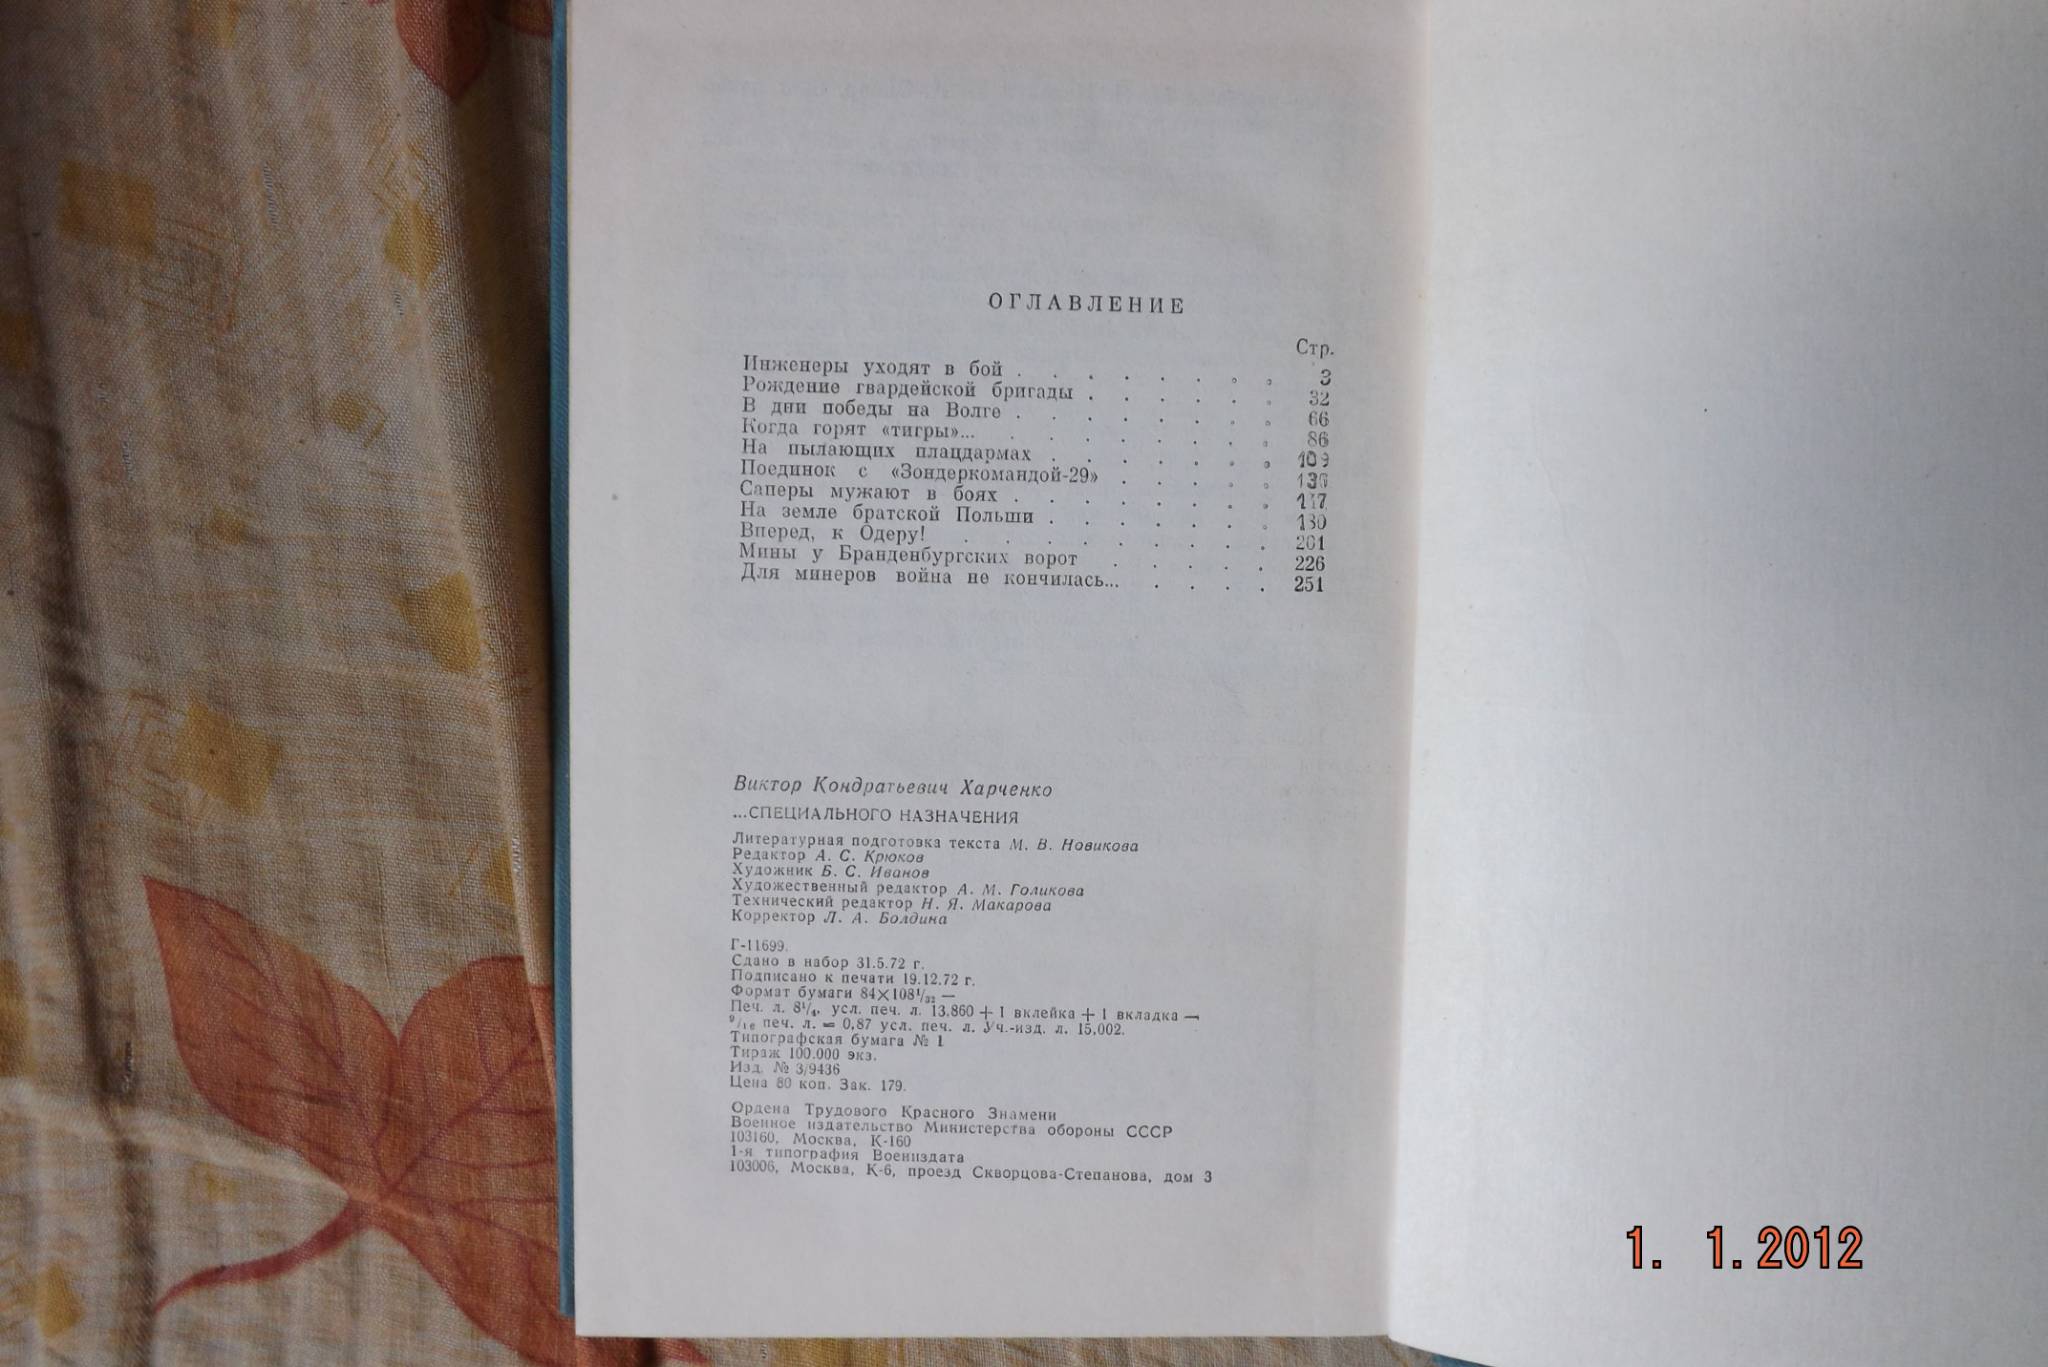 ОГЛАВЛЕНИЕ
Стр.
Инженеры уходят в бой . . . . . . . . 3
Рождение гвардейской бригады . . . . . . 32
В дни победы на Волге . . . . . . . . 66
Когда горят «тигры»... . . . . . . . . 86
На пылающих плацдармах . . . . . . . 109
Поединок с «Зондеркомандой-29» . . . . .
Саперы мужают в боях . . . . . . . .
На земле братской Польши . . . . . . . 180
Вперед, к Одеру! . . . . . . . . . 201
Мины у Бранденбургских ворот . . . . . 226
Для минеров война не кончилась... . . . . 251
Виктор Кондратьевич Харченко
...СПЕЦИАЛЬНОГО НАЗНАЧЕНИЯ
Литературная подготовка текста М. В. Новикова
Редактор А. С. Крюков
Художник Б. С. Иванов
Художественный редактор А. М. Голикова
Технический редактор Н. Я. Макарова
Корректор Л. А. Болдина
Г-11699.
Сдано в набор 31.5.72 г.
Подписано к печати 19.12.72 г.
Формат бумаги 84×108¹/₃₂ —
Печ. л. 8¹/₄, усл. печ. л. 13,860 + 1 вклейка + 1 вкладка —
⁹/₁₆ печ. л. = 0,87 усл. печ. л. Уч.-изд. л. 15,002.
Типографская бумага № 1
Тираж 100.000 экз.
Изд. № 3/9436
Цена 80 коп. Зак. 179.
Ордена Трудового Красного Знамени
Военное издательство Министерства обороны СССР
103160, Москва, К-160
1-я типография Воениздата
103006, Москва, К-6, проезд Скворцова-Степанова, дом 3
1. 1.2012